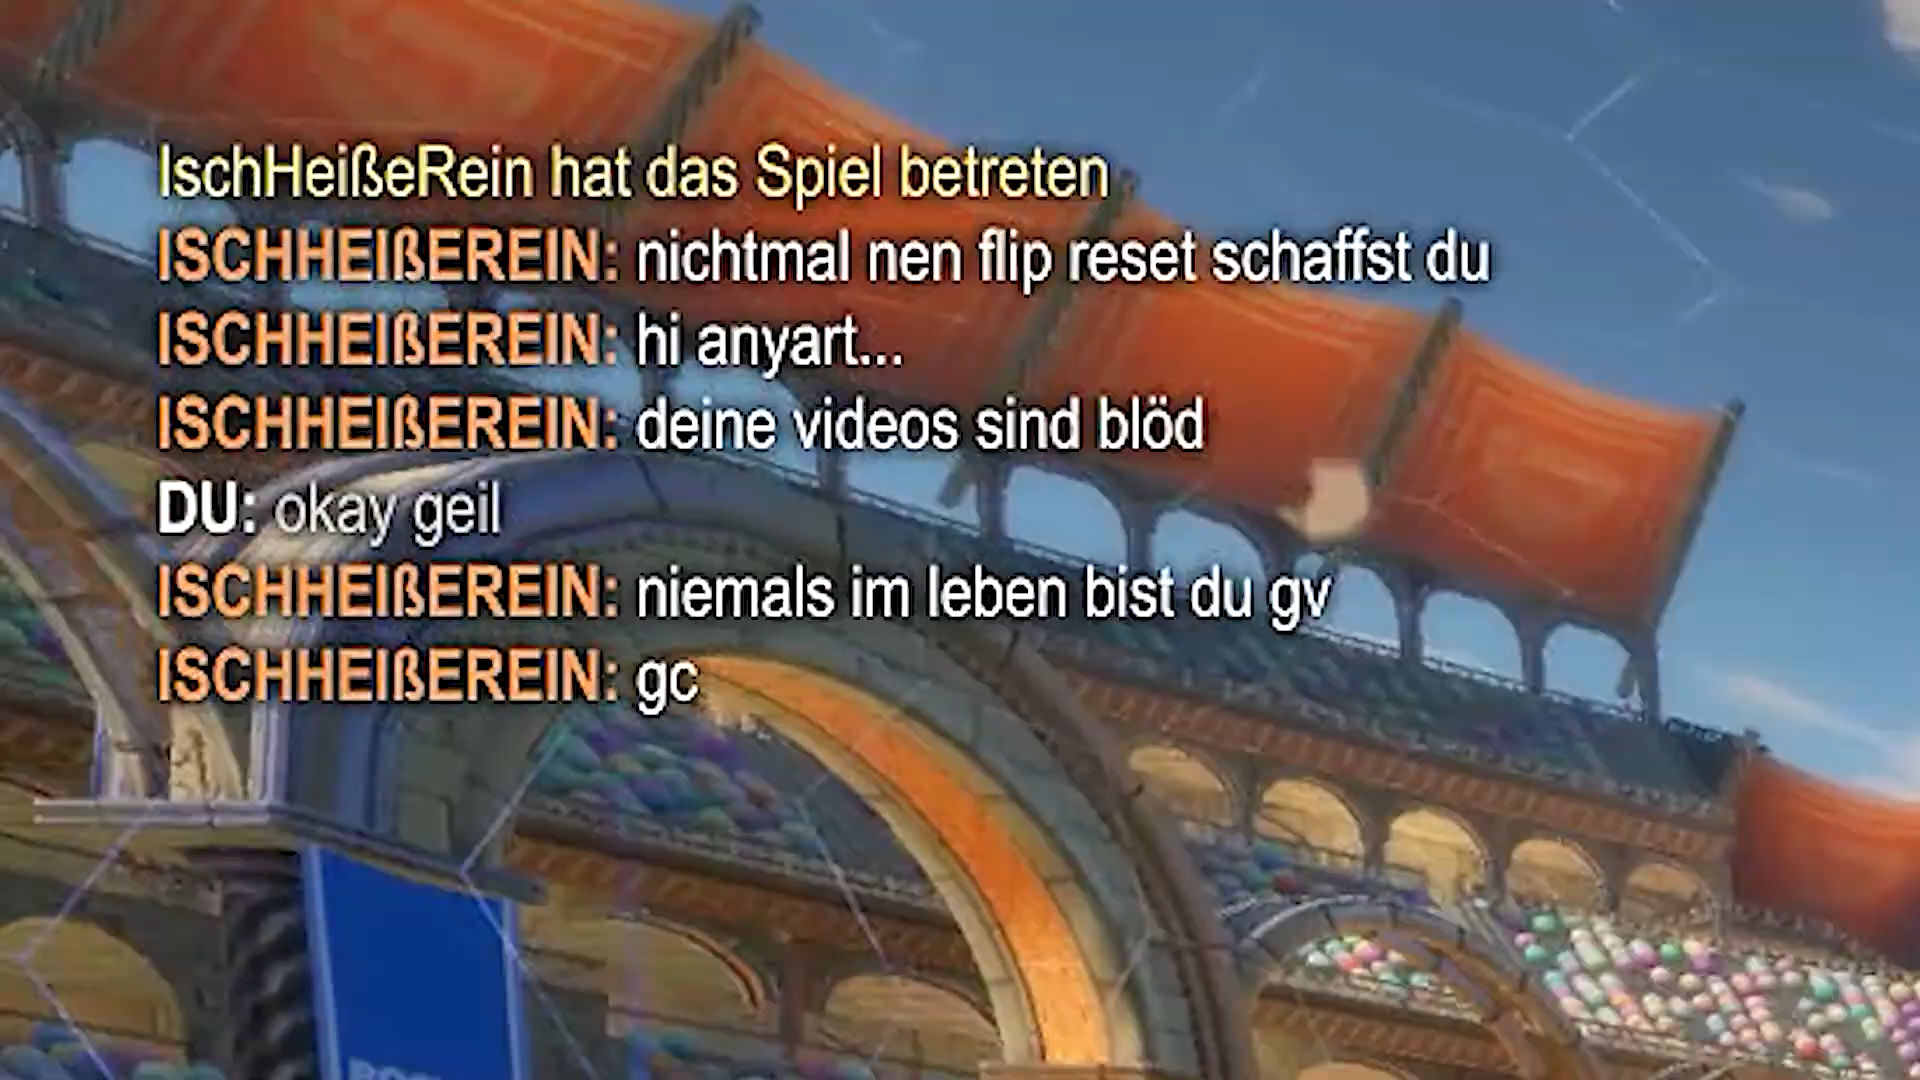 IschHeißeRein hat das Spiel betreten
ISCHHEIßEREIN: nichtmal nen flip reset schaffst du
ISCHHEIßEREIN: hi anyart...
ISCHHEIßEREIN: deine videos sind blöd
DU: okay geil
ISCHHEIßEREIN: niemals im leben bist du gv
ISCHHEIßEREIN: gc